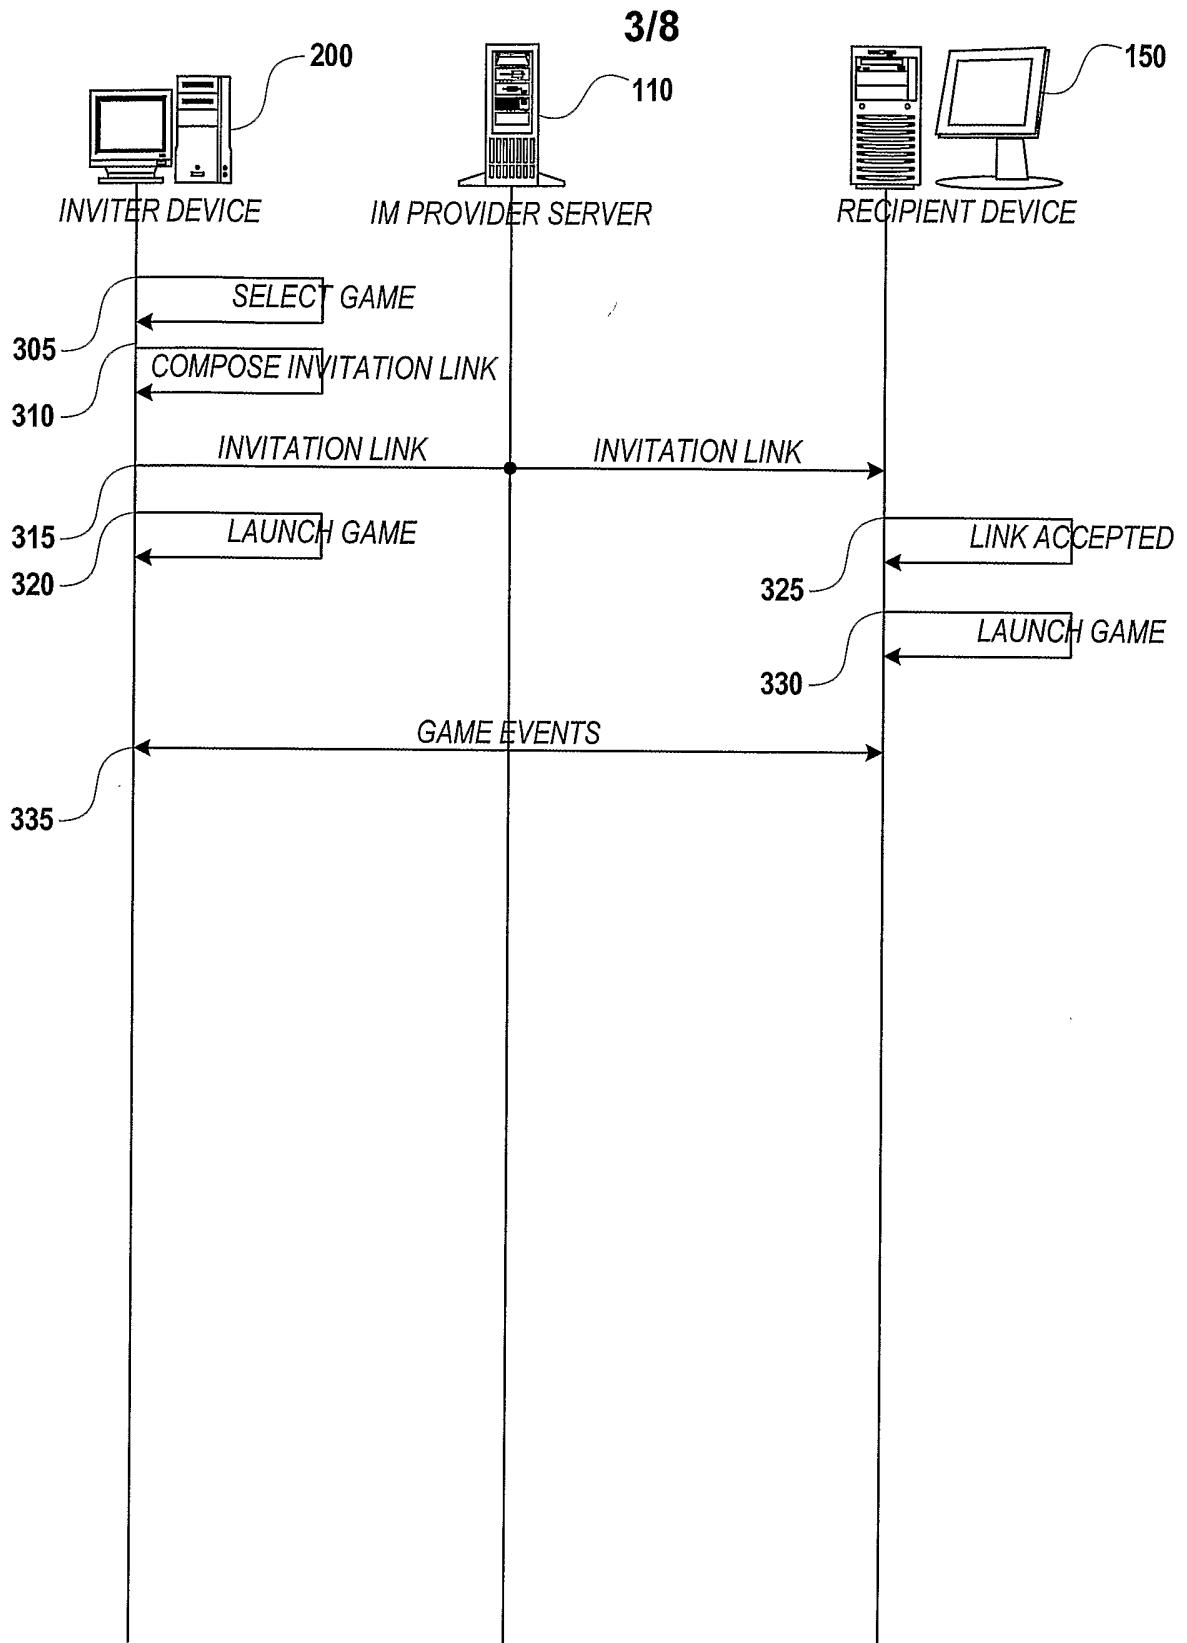 3/8
200
110
150
INVITER DEVICE
IM PROVIDER SERVER
RECIPIENT DEVICE
SELECT GAME
305
COMPOSE INVITATION LINK
310
INVITATION LINK
INVITATION LINK
315
LAUNCH GAME
320
LINK ACCEPTED
325
LAUNCH GAME
330
GAME EVENTS
335